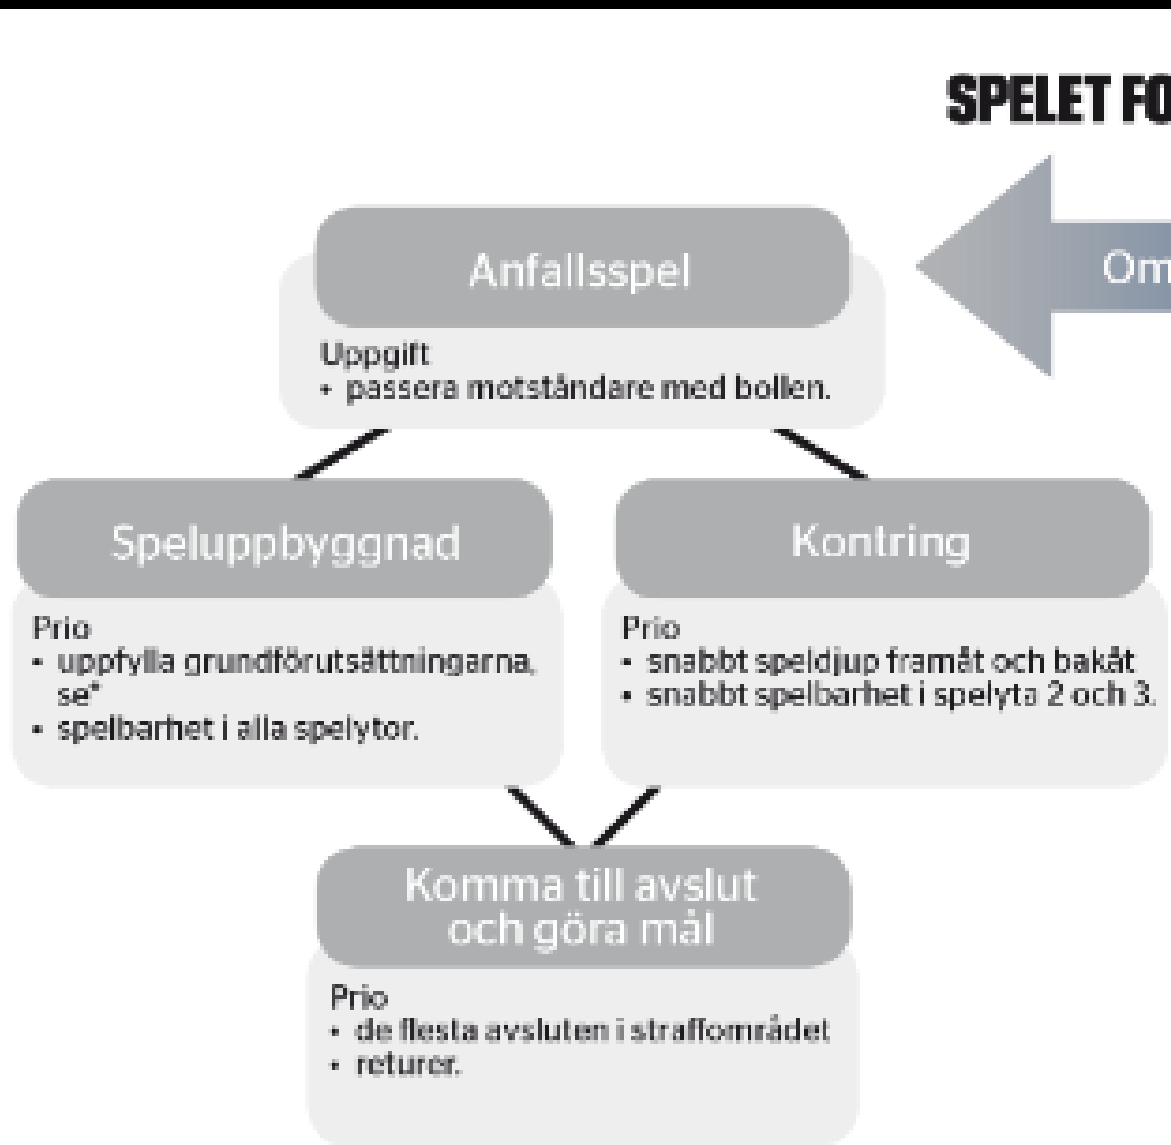 SPELET FO
Om
Anfallsspel
Uppgift
• passera motståndare med bollen.
Speluppbyggnad
Prio
• uppfylla grundförutsättningarna,
se*
• spelbarhet i alla spelytor.
Kontring
Prio
• snabbt speldjup framåt och bakåt
• snabbt spelbarhet i spelyta 2 och 3.
Komma till avslut
och göra mål
Prio
• de flesta avsluten i straffområdet
• returer.